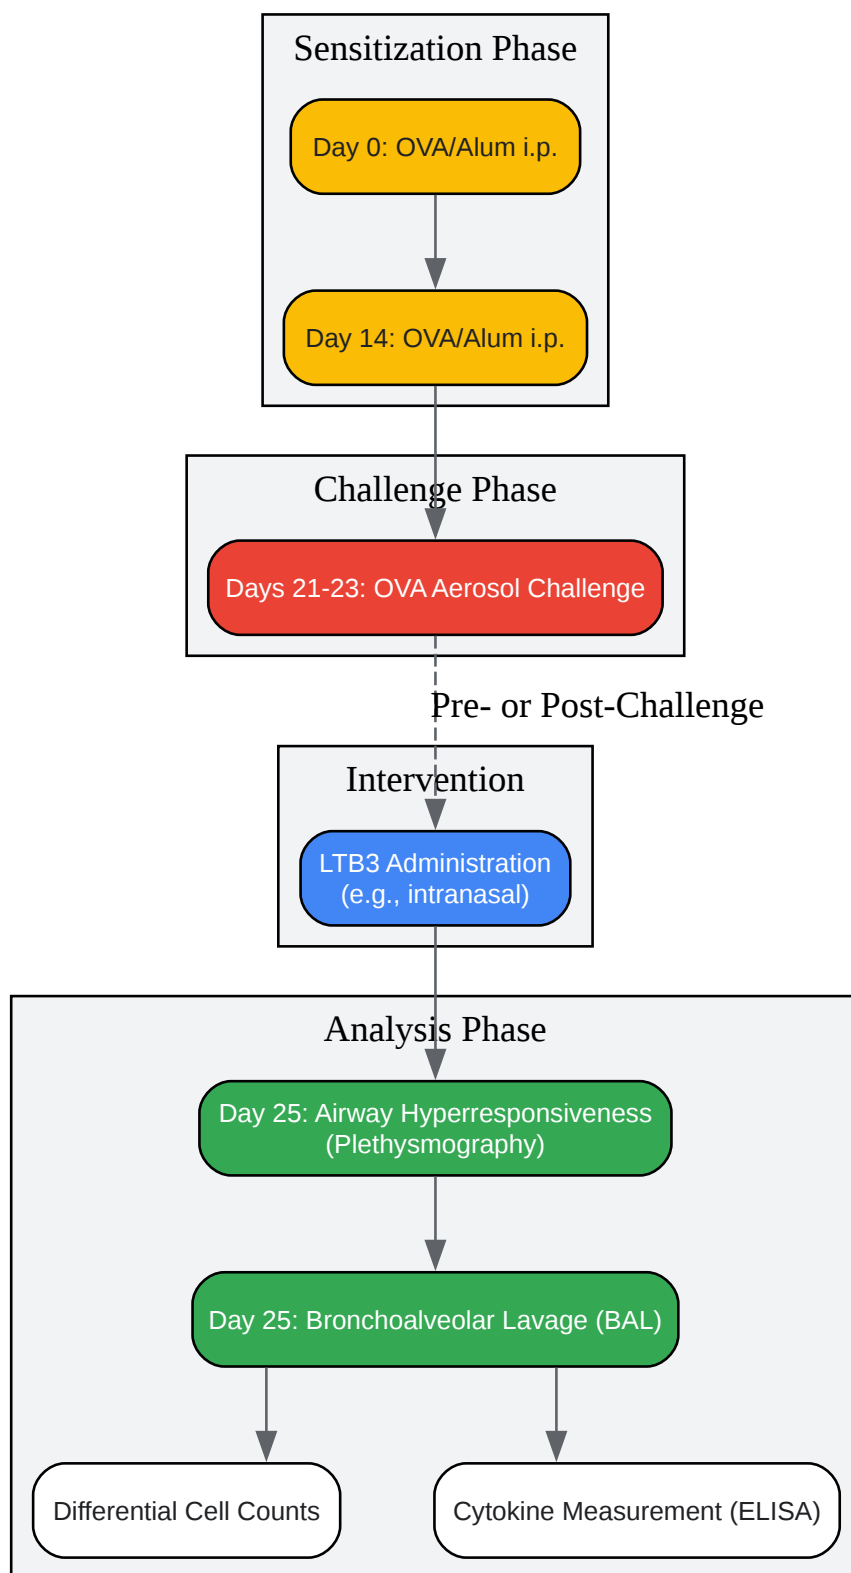 Sensitization Phase
Day 0: OVA/Alum i.p.
Day 14: OVA/Alum i.p.
Challenge Phase
Days 21-23: OVA Aerosol Challenge
Pre- or Post-Challenge
Intervention
LTB3 Administration
(e.g., intranasal)
Analysis Phase
Day 25: Airway Hyperresponsiveness
(Plethysmography)
Day 25: Bronchoalveolar Lavage (BAL)
Differential Cell Counts
Cytokine Measurement (ELISA)